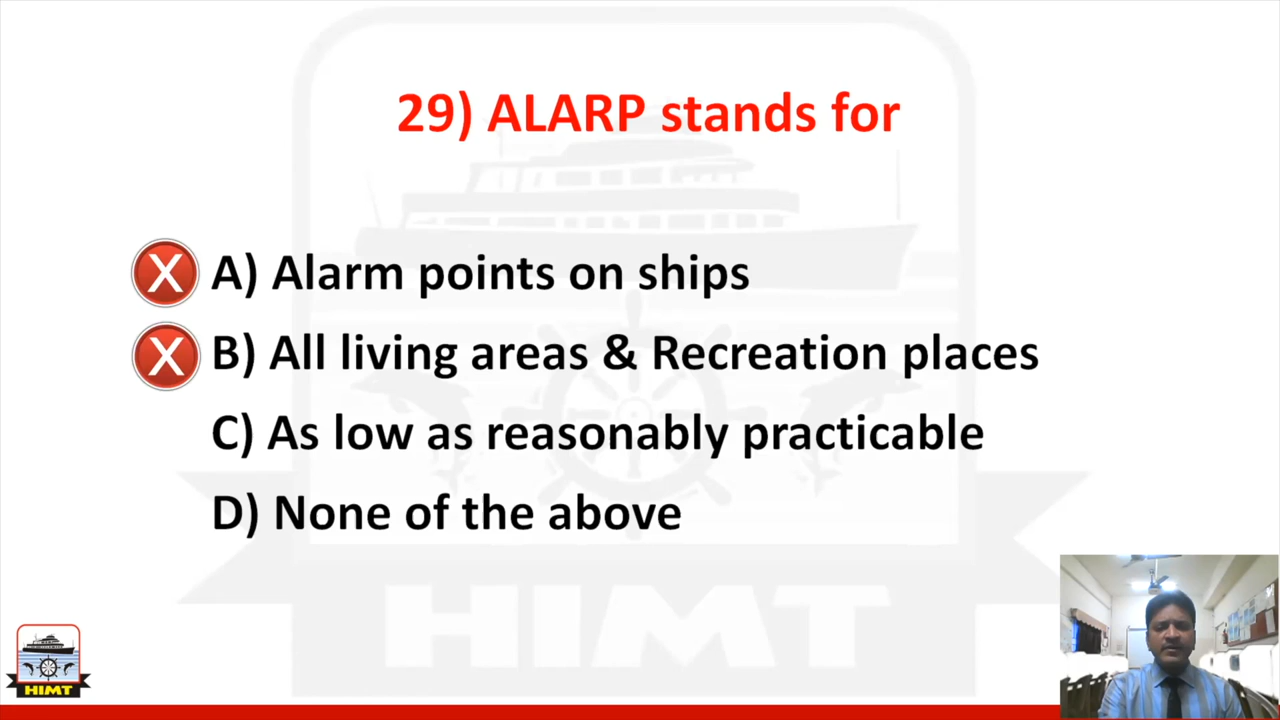 29) ALARP stands for
X A) Alarm points on ships
X B) All living areas & Recreation places
C) As low as reasonably practicable
D) None of the above
HIMT
HIMT